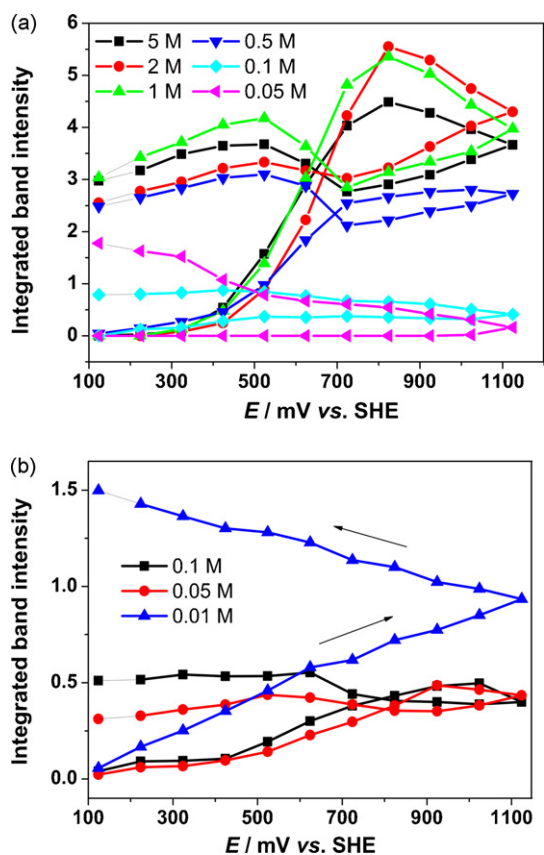 (a)
6
5
4
3
2
1
0
Integrated band intensity
5 M 0.5 M
2 M 0.1 M
1 M 0.05 M
100 300 500 700 900 1100
E / mV vs. SHE
(b)
1.5
1.0
0.5
0.0
Integrated band intensity
0.1 M
0.05 M
0.01 M
100 300 500 700 900 1100
E / mV vs. SHE